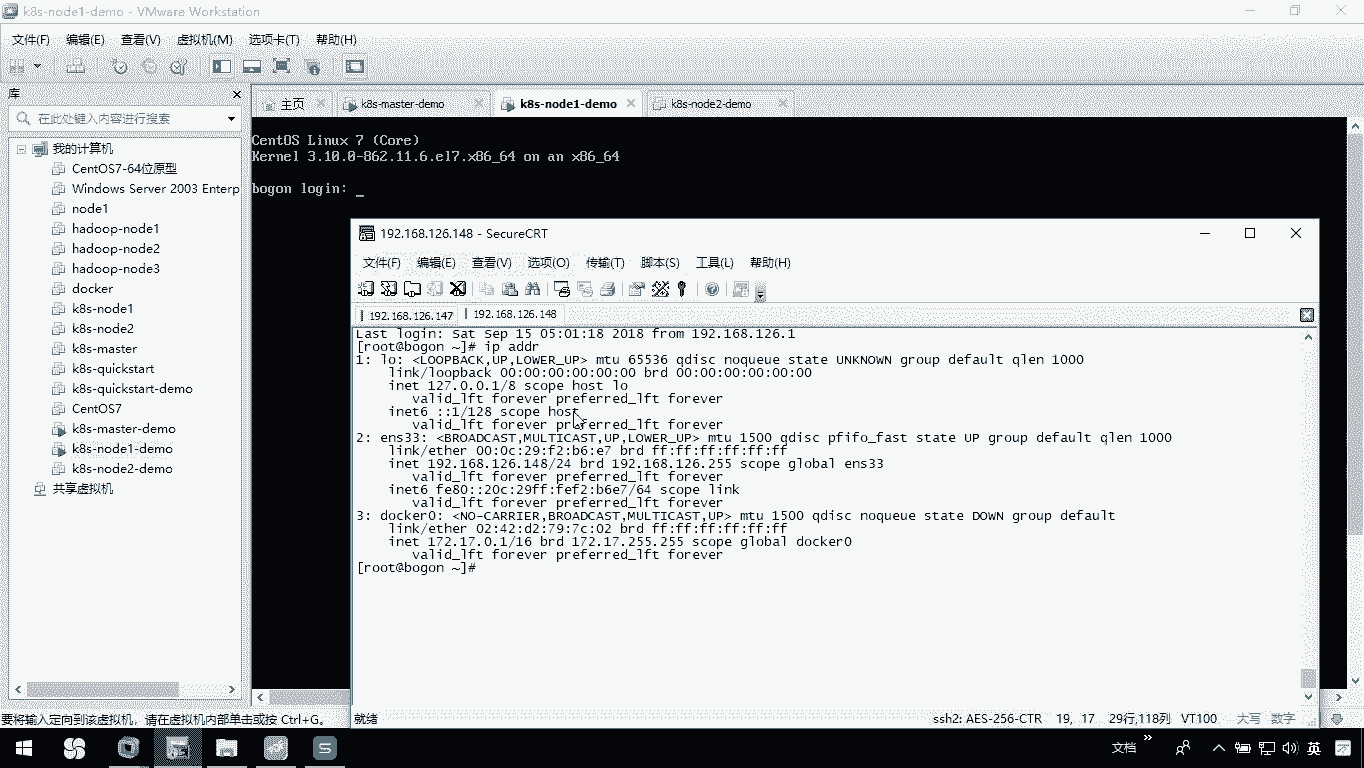 k8s-node1-demo - VMware Workstation
文件(F) 编辑(E) 查看(V) 虚拟机(M) 选项卡(T) 帮助(H)
库
在此处键入内容进行搜索
我的计算机
CentOS7-64位原型
Windows Server 2003 Enterp
node1
hadoop-node1
hadoop-node2
hadoop-node3
docker
k8s-node1
k8s-node2
k8s-master
k8s-quickstart
k8s-quickstart-demo
CentOS7
k8s-master-demo
k8s-node1-demo
k8s-node2-demo
共享虚拟机
主页 k8s-master-demo k8s-node1-demo k8s-node2-demo
CentOS Linux 7 (Core)
Kernel 3.10.0-862.11.6.el7.x86_64 on an x86_64
bogon login: _
192.168.126.148 - SecureCRT
文件(F) 编辑(E) 查看(V) 选项(O) 传输(T) 脚本(S) 工具(L) 帮助(H)
192.168.126.147 192.168.126.148
Last login: Sat Sep 15 05:01:18 2018 from 192.168.126.1
[root@bogon ~]# ip addr
1: lo: <LOOPBACK,UP,LOWER_UP> mtu 65536 qdisc noqueue state UNKNOWN group default qlen 1000
link/loopback 00:00:00:00:00:00 brd 00:00:00:00:00:00
inet 127.0.0.1/8 scope host lo
valid_lft forever preferred_lft forever
inet6 ::1/128 scope host
valid_lft forever preferred_lft forever
2: ens33: <BROADCAST,MULTICAST,UP,LOWER_UP> mtu 1500 qdisc pfifo_fast state UP group default qlen 1000
link/ether 00:0c:29:f2:b6:e7 brd ff:ff:ff:ff:ff:ff
inet 192.168.126.148/24 brd 192.168.126.255 scope global ens33
valid_lft forever preferred_lft forever
inet6 fe80::20c:29ff:fef2:b6e7/64 scope link
valid_lft forever preferred_lft forever
3: docker0: <NO-CARRIER,BROADCAST,MULTICAST,UP> mtu 1500 qdisc noqueue state DOWN group default
link/ether 02:42:d2:79:7c:02 brd ff:ff:ff:ff:ff:ff
inet 172.17.0.1/16 brd 172.17.255.255 scope global docker0
valid_lft forever preferred_lft forever
[root@bogon ~]#
就绪 ssh2: AES-256-CTR 19, 17 29行,118列 VT100 大写 数字
要将输入定向到该虚拟机，请在虚拟机内部单击或按 Ctrl+G。
文档 英